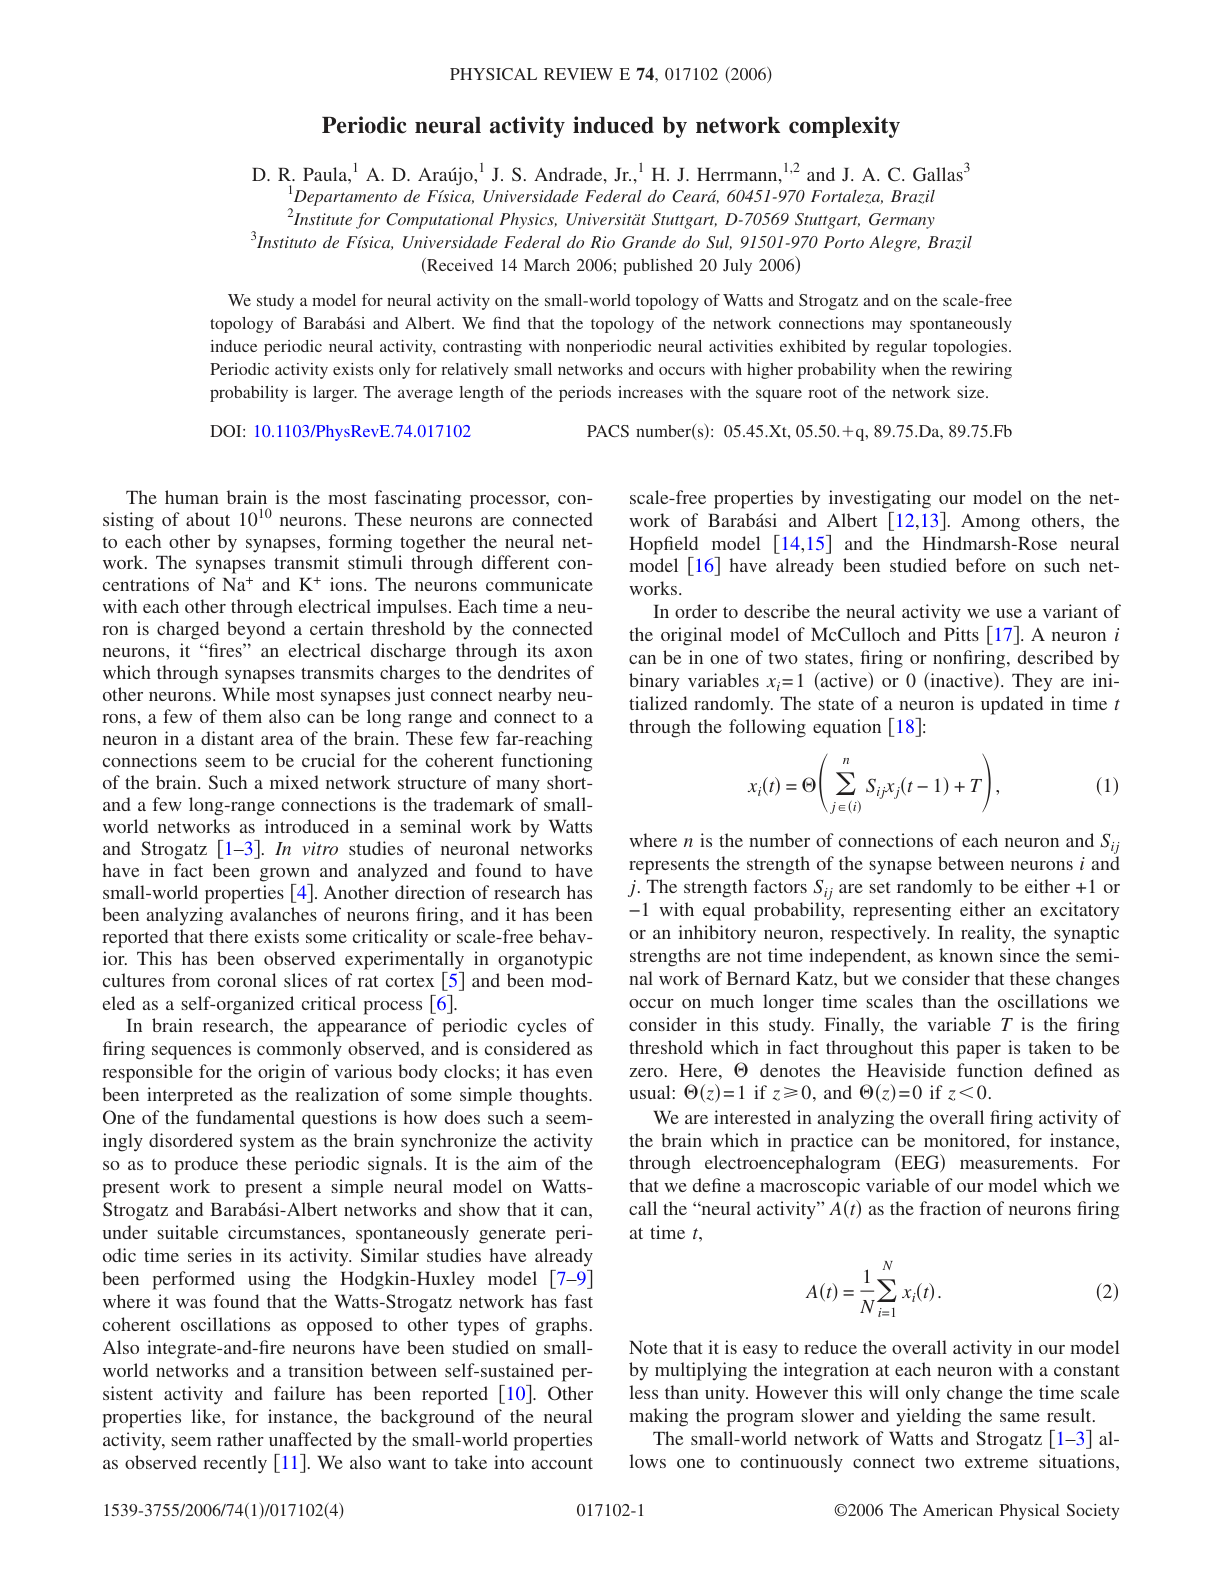 PHYSICAL REVIEW E 74, 017102 (2006)
Periodic neural activity induced by network complexity
D. R. Paula,1 A. D. Araújo,1 J. S. Andrade, Jr.,1 H. J. Herrmann,1,2 and J. A. C. Gallas3
1Departamento de Física, Universidade Federal do Ceará, 60451-970 Fortaleza, Brazil
2Institute for Computational Physics, Universität Stuttgart, D-70569 Stuttgart, Germany
3Instituto de Física, Universidade Federal do Rio Grande do Sul, 91501-970 Porto Alegre, Brazil
(Received 14 March 2006; published 20 July 2006)
We study a model for neural activity on the small-world topology of Watts and Strogatz and on the scale-free
topology of Barabási and Albert. We find that the topology of the network connections may spontaneously
induce periodic neural activity, contrasting with nonperiodic neural activities exhibited by regular topologies.
Periodic activity exists only for relatively small networks and occurs with higher probability when the rewiring
probability is larger. The average length of the periods increases with the square root of the network size.
DOI: 10.1103/PhysRevE.74.017102 PACS number(s): 05.45.Xt, 05.50.+q, 89.75.Da, 89.75.Fb
The human brain is the most fascinating processor, con-
sisting of about 10^10 neurons. These neurons are connected
to each other by synapses, forming together the neural net-
work. The synapses transmit stimuli through different con-
centrations of Na+ and K+ ions. The neurons communicate
with each other through electrical impulses. Each time a neu-
ron is charged beyond a certain threshold by the connected
neurons, it “fires” an electrical discharge through its axon
which through synapses transmits charges to the dendrites of
other neurons. While most synapses just connect nearby neu-
rons, a few of them also can be long range and connect to a
neuron in a distant area of the brain. These few far-reaching
connections seem to be crucial for the coherent functioning
of the brain. Such a mixed network structure of many short-
and a few long-range connections is the trademark of small-
world networks as introduced in a seminal work by Watts
and Strogatz [1–3]. In vitro studies of neuronal networks
have in fact been grown and analyzed and found to have
small-world properties [4]. Another direction of research has
been analyzing avalanches of neurons firing, and it has been
reported that there exists some criticality or scale-free behav-
ior. This has been observed experimentally in organotypic
cultures from coronal slices of rat cortex [5] and been mod-
eled as a self-organized critical process [6].
In brain research, the appearance of periodic cycles of
firing sequences is commonly observed, and is considered as
responsible for the origin of various body clocks; it has even
been interpreted as the realization of some simple thoughts.
One of the fundamental questions is how does such a seem-
ingly disordered system as the brain synchronize the activity
so as to produce these periodic signals. It is the aim of the
present work to present a simple neural model on Watts-
Strogatz and Barabási-Albert networks and show that it can,
under suitable circumstances, spontaneously generate peri-
odic time series in its activity. Similar studies have already
been performed using the Hodgkin-Huxley model [7–9]
where it was found that the Watts-Strogatz network has fast
coherent oscillations as opposed to other types of graphs.
Also integrate-and-fire neurons have been studied on small-
world networks and a transition between self-sustained per-
sistent activity and failure has been reported [10]. Other
properties like, for instance, the background of the neural
activity, seem rather unaffected by the small-world properties
as observed recently [11]. We also want to take into account
scale-free properties by investigating our model on the net-
work of Barabási and Albert [12,13]. Among others, the
Hopfield model [14,15] and the Hindmarsh-Rose neural
model [16] have already been studied before on such net-
works.
In order to describe the neural activity we use a variant of
the original model of McCulloch and Pitts [17]. A neuron i
can be in one of two states, firing or nonfiring, described by
binary variables x_i=1 (active) or 0 (inactive). They are ini-
tialized randomly. The state of a neuron is updated in time t
through the following equation [18]:
x_i(t) = Θ(∑_{j∈(i)}^n S_ij x_j(t − 1) + T), (1)
where n is the number of connections of each neuron and S_ij
represents the strength of the synapse between neurons i and
j. The strength factors S_ij are set randomly to be either +1 or
−1 with equal probability, representing either an excitatory
or an inhibitory neuron, respectively. In reality, the synaptic
strengths are not time independent, as known since the semi-
nal work of Bernard Katz, but we consider that these changes
occur on much longer time scales than the oscillations we
consider in this study. Finally, the variable T is the firing
threshold which in fact throughout this paper is taken to be
zero. Here, Θ denotes the Heaviside function defined as
usual: Θ(z)=1 if z⩾0, and Θ(z)=0 if z<0.
We are interested in analyzing the overall firing activity of
the brain which in practice can be monitored, for instance,
through electroencephalogram (EEG) measurements. For
that we define a macroscopic variable of our model which we
call the “neural activity” A(t) as the fraction of neurons firing
at time t,
A(t) = 1/N ∑_{i=1}^N x_i(t). (2)
Note that it is easy to reduce the overall activity in our model
by multiplying the integration at each neuron with a constant
less than unity. However this will only change the time scale
making the program slower and yielding the same result.
The small-world network of Watts and Strogatz [1–3] al-
lows one to continuously connect two extreme situations,
1539-3755/2006/74(1)/017102(4) 017102-1 ©2006 The American Physical Society